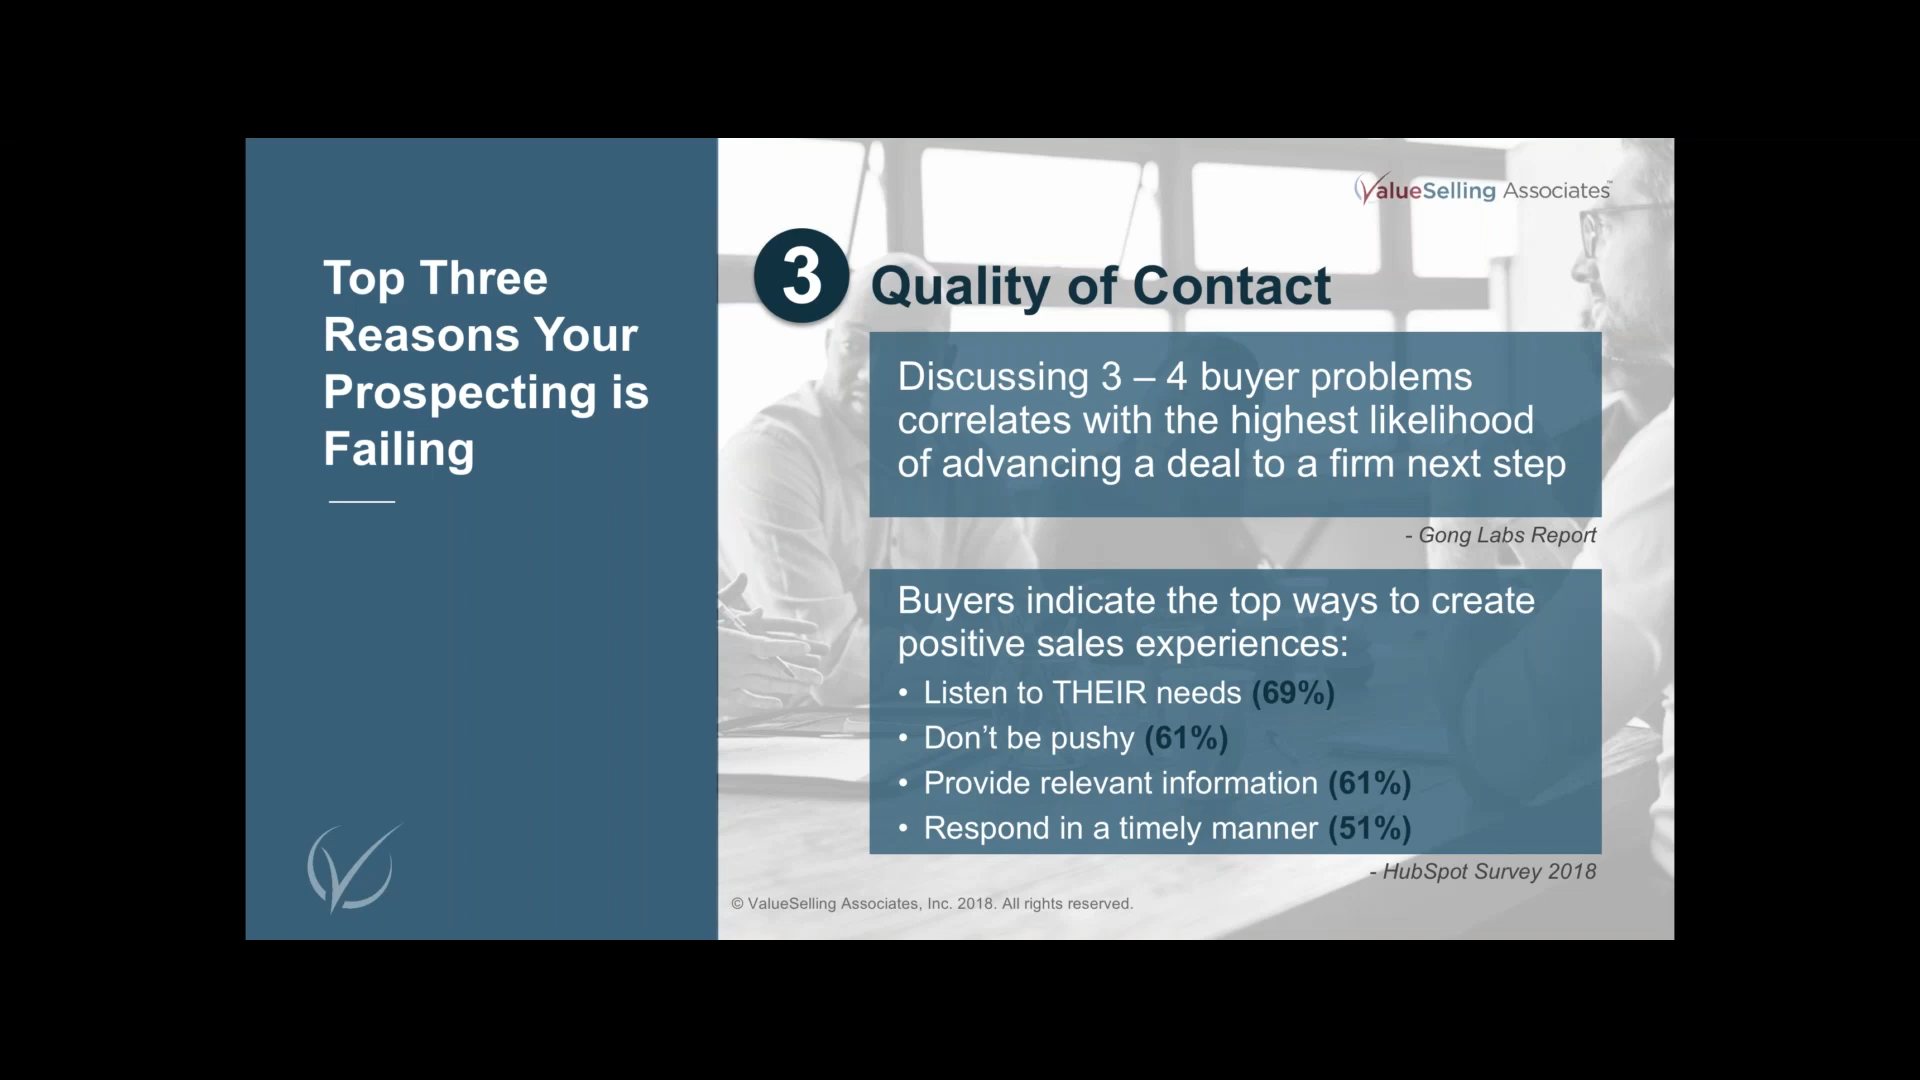 Top Three
Reasons Your
Prospecting is
Failing
ValueSelling Associates™
3 Quality of Contact
Discussing 3 – 4 buyer problems
correlates with the highest likelihood
of advancing a deal to a firm next step
- Gong Labs Report
Buyers indicate the top ways to create
positive sales experiences:
• Listen to THEIR needs (69%)
• Don’t be pushy (61%)
• Provide relevant information (61%)
• Respond in a timely manner (51%)
- HubSpot Survey 2018
© ValueSelling Associates, Inc. 2018. All rights reserved.